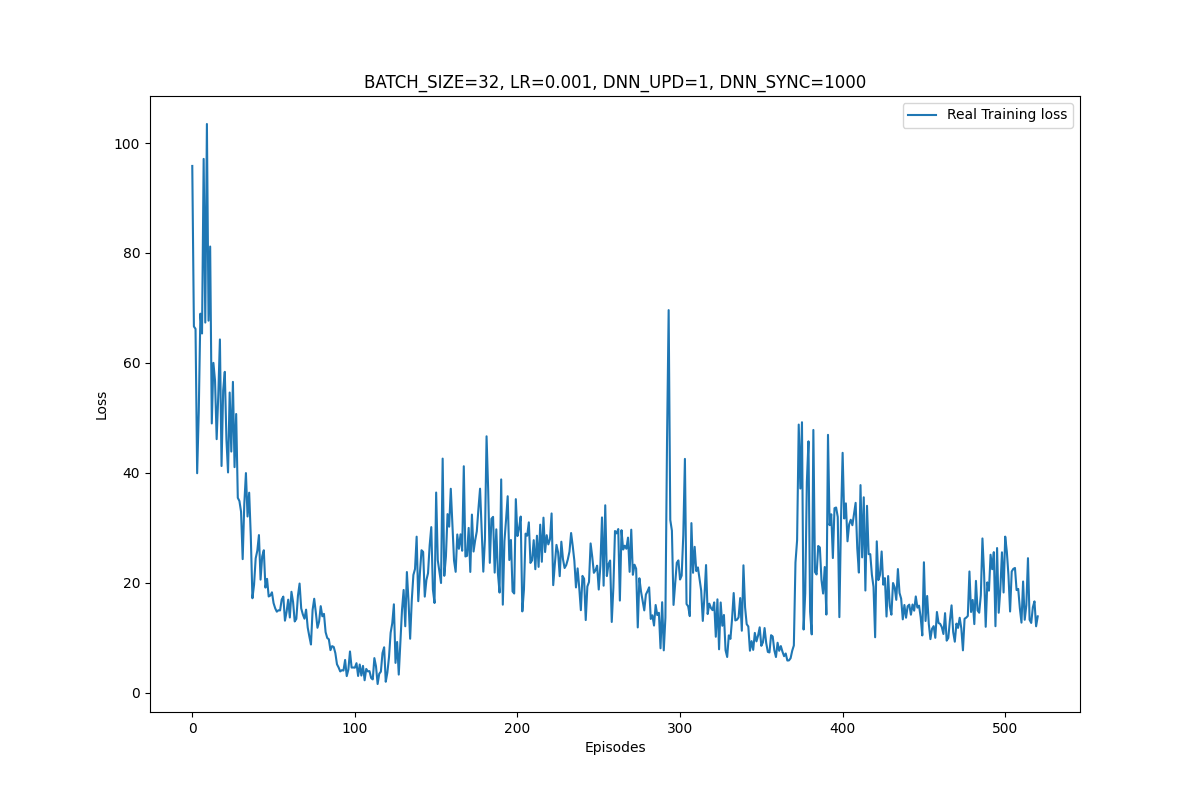 BATCH_SIZE=32, LR=0.001, DNN_UPD=1, DNN_SYNC=1000
Real Training loss
100
80
60
40
20
0
Loss
0 100 200 300 400 500
Episodes